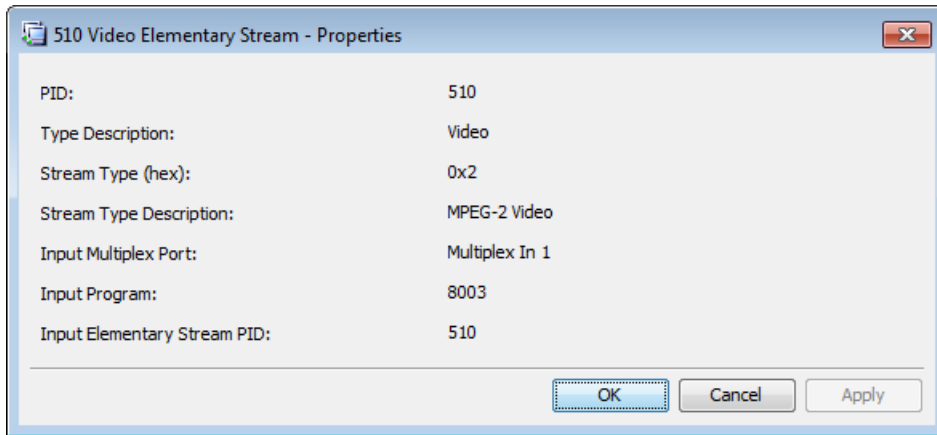 510 Video Elementary Stream - Properties
PID: 510
Type Description: Video
Stream Type (hex): 0x2
Stream Type Description: MPEG-2 Video
Input Multiplex Port: Multiplex In 1
Input Program: 8003
Input Elementary Stream PID: 510
OK Cancel Apply